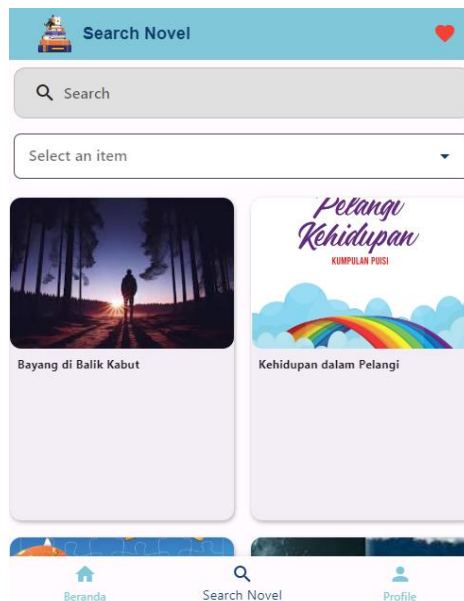 Search Novel
Search
Select an item
Pelangi
Kehidupan
KUMPULAN PUISI
Bayang di Balik Kabut
Kehidupan dalam Pelangi
Beranda
Search Novel
Profile